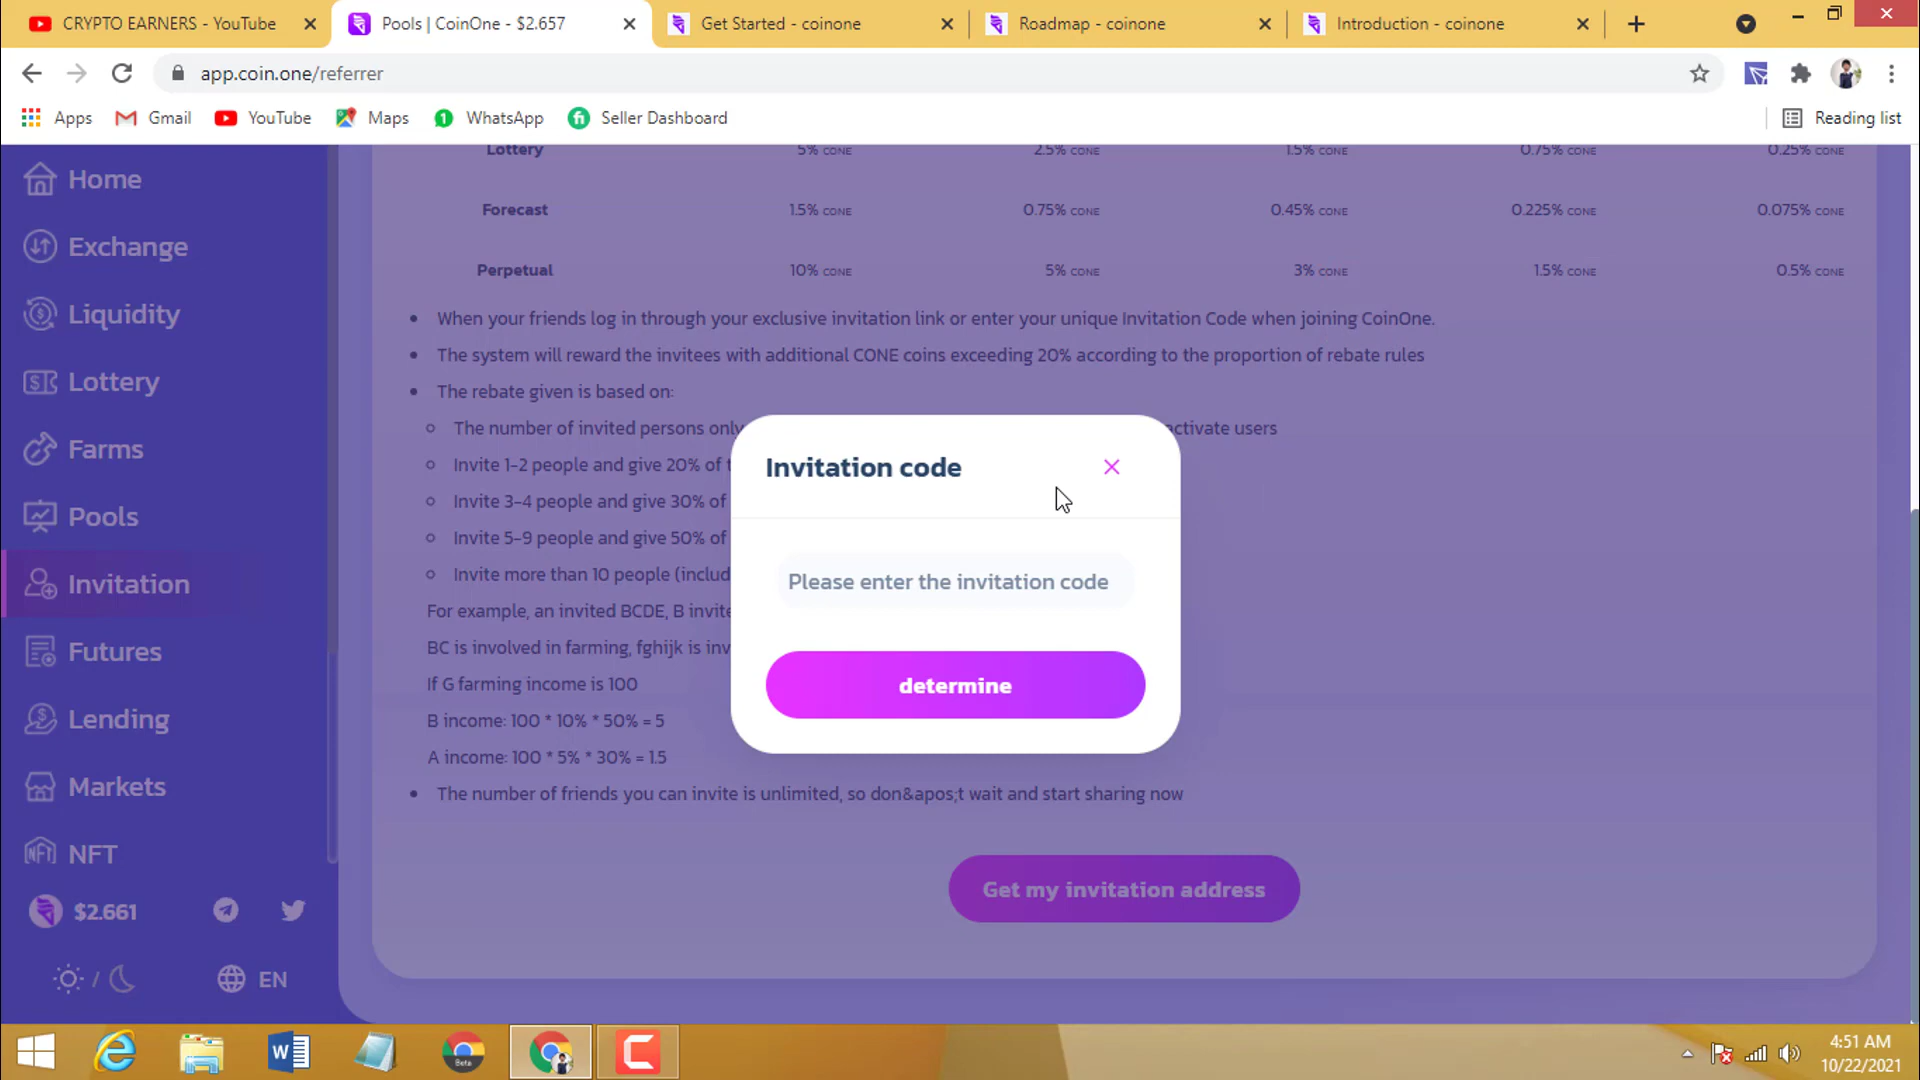 CRYPTO EARNERS - YouTube
Pools | CoinOne - $2.657
Get Started - coinone
Roadmap - coinone
Introduction - coinone
app.coin.one/referrer
Apps
Gmail
YouTube
Maps
1
WhatsApp
fi
Seller Dashboard
Reading list
Home
Exchange
Liquidity
Lottery
Farms
Pools
Invitation
Futures
Lending
Markets
NFT
$2.661
/
EN
Lottery 5% CONE 2.5% CONE 1.5% CONE 0.75% CONE 0.25% CONE
Forecast 1.5% CONE 0.75% CONE 0.45% CONE 0.225% CONE 0.075% CONE
Perpetual 10% CONE 5% CONE 3% CONE 1.5% CONE 0.5% CONE
When your friends log in through your exclusive invitation link or enter your unique Invitation Code when joining CoinOne.
The system will reward the invitees with additional CONE coins exceeding 20% according to the proportion of rebate rules
The rebate given is based on:
The number of invited persons only activate users
Invite 1-2 people and give 20% of
Invite 3-4 people and give 30% of
Invite 5-9 people and give 50% of
Invite more than 10 people (includ
For example, an invited BCDE, B invite
BC is involved in farming, fghijk is inv
If G farming income is 100
B income: 100 * 10% * 50% = 5
A income: 100 * 5% * 30% = 1.5
The number of friends you can invite is unlimited, so don&apos;t wait and start sharing now
Get my invitation address
Invitation code
Please enter the invitation code
determine
Beta
4:51 AM
10/22/2021